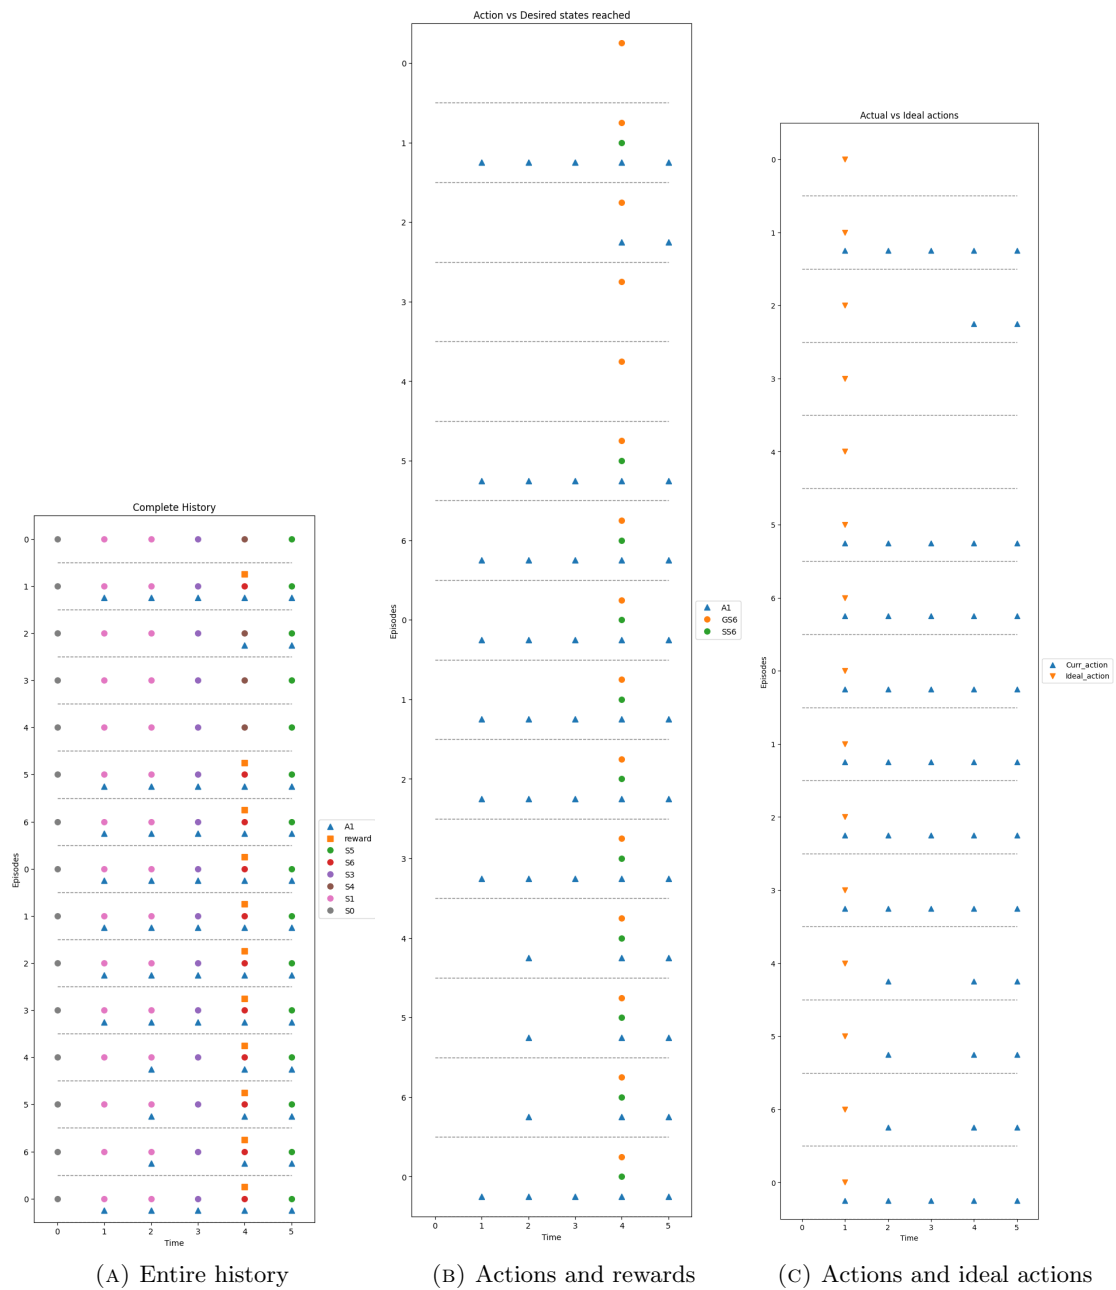 Complete History
0
1
2
3
4
5
6
0
1
2
3
4
5
6
0
Episodes
0 1 2 3 4 5
Time
A1
reward
S5
S6
S3
S4
S1
S0
(A) Entire history
Action vs Desired states reached
0
1
2
3
4
5
6
0
1
2
3
4
5
6
0
Episodes
0 1 2 3 4 5
Time
A1
GS6
SS6
(B) Actions and rewards
Actual vs Ideal actions
0
1
2
3
4
5
6
0
1
2
3
4
5
6
0
Episodes
0 1 2 3 4 5
Time
Curr_action
Ideal_action
(C) Actions and ideal actions